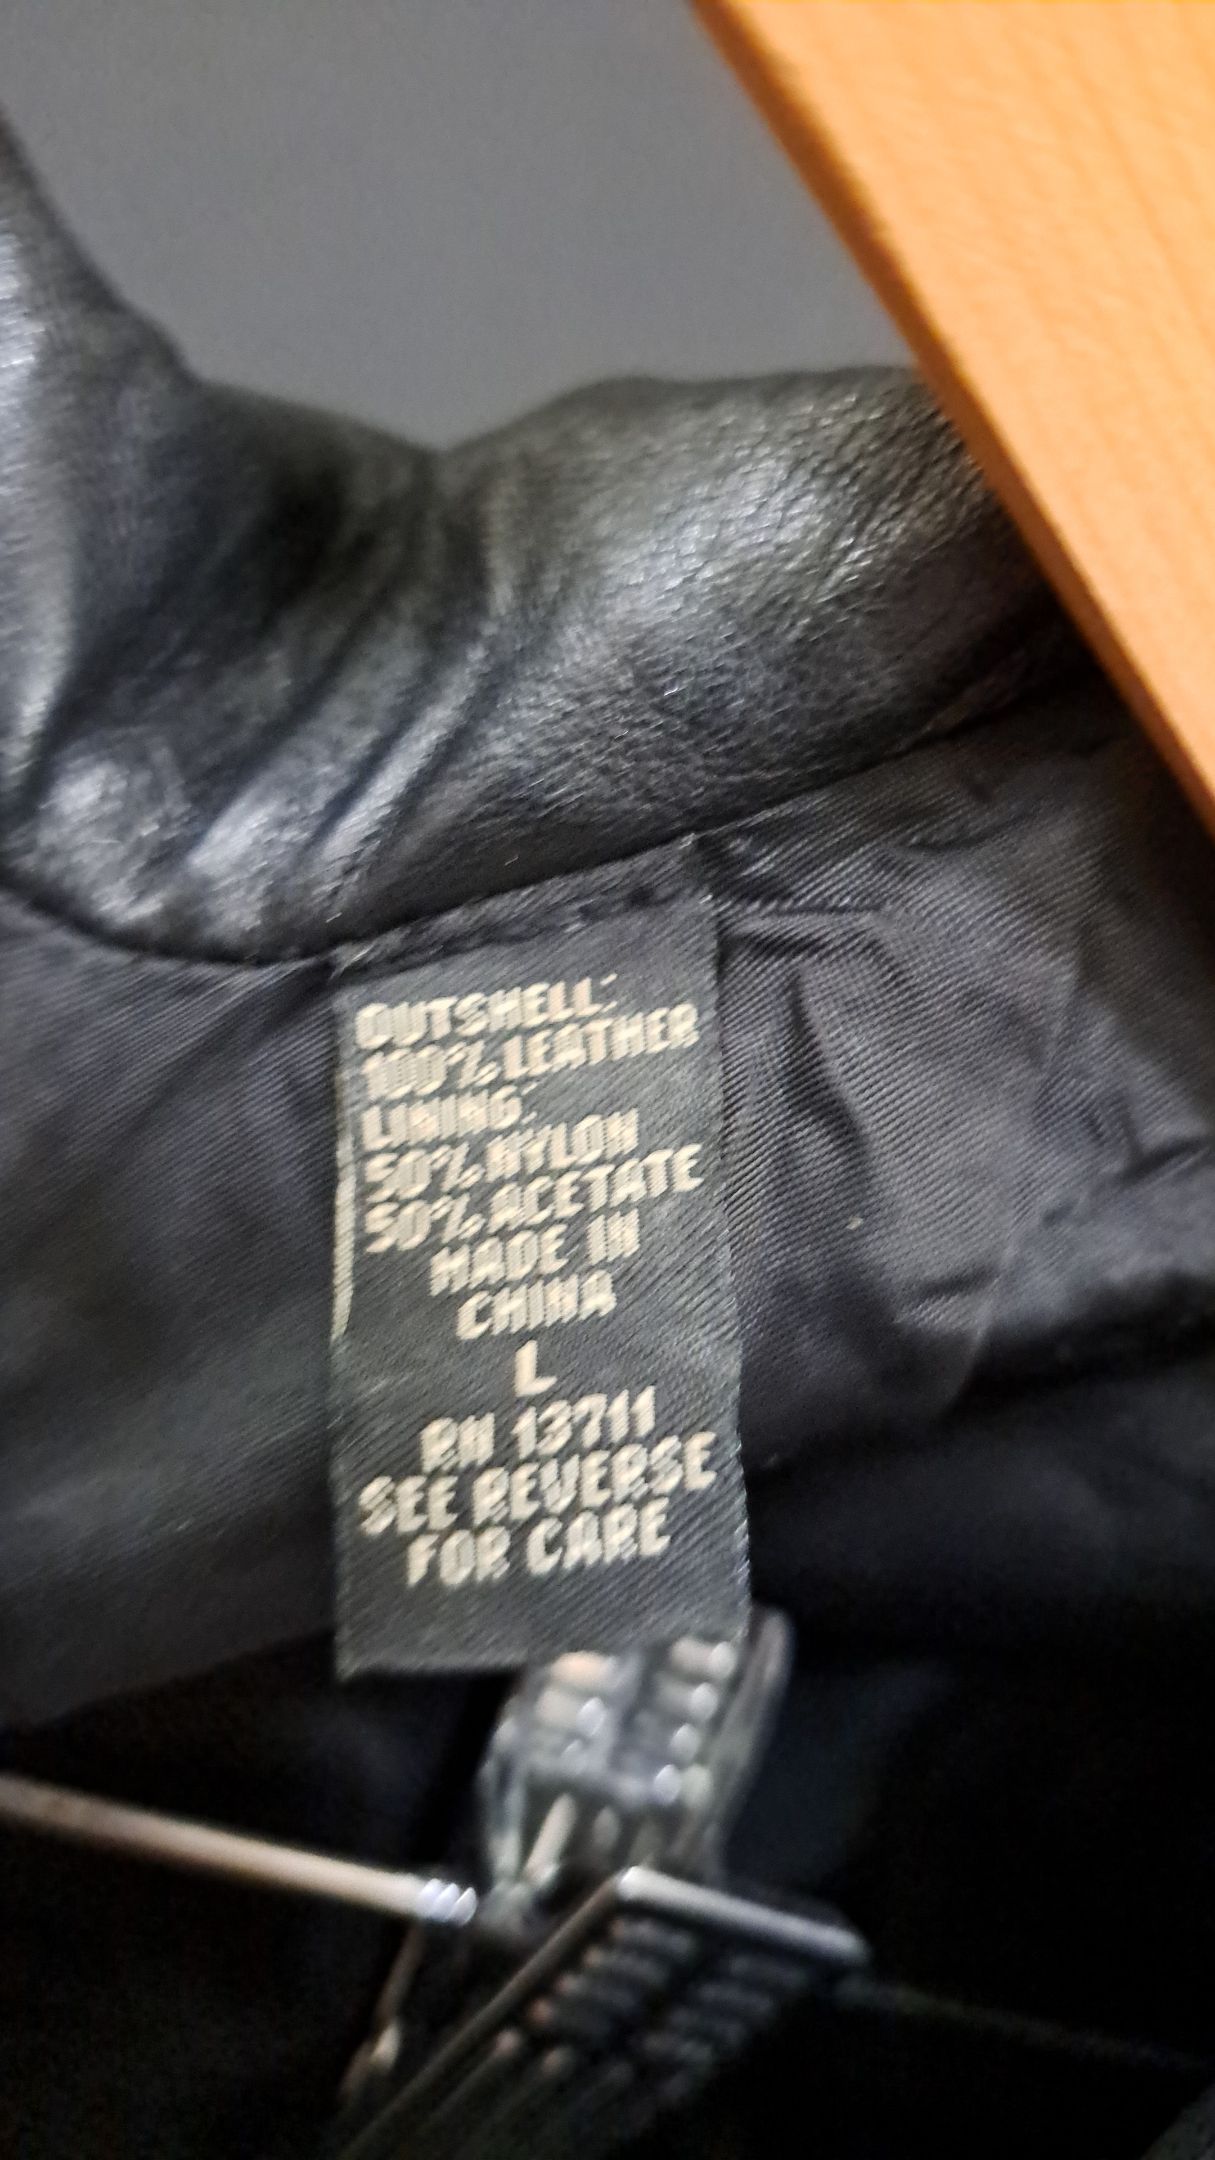 OUTSHELL:
100% LEATHER
LINING:
50% NYLON
50% ACETATE
MADE IN
CHINA
L
RN 13711
SEE REVERSE
FOR CARE